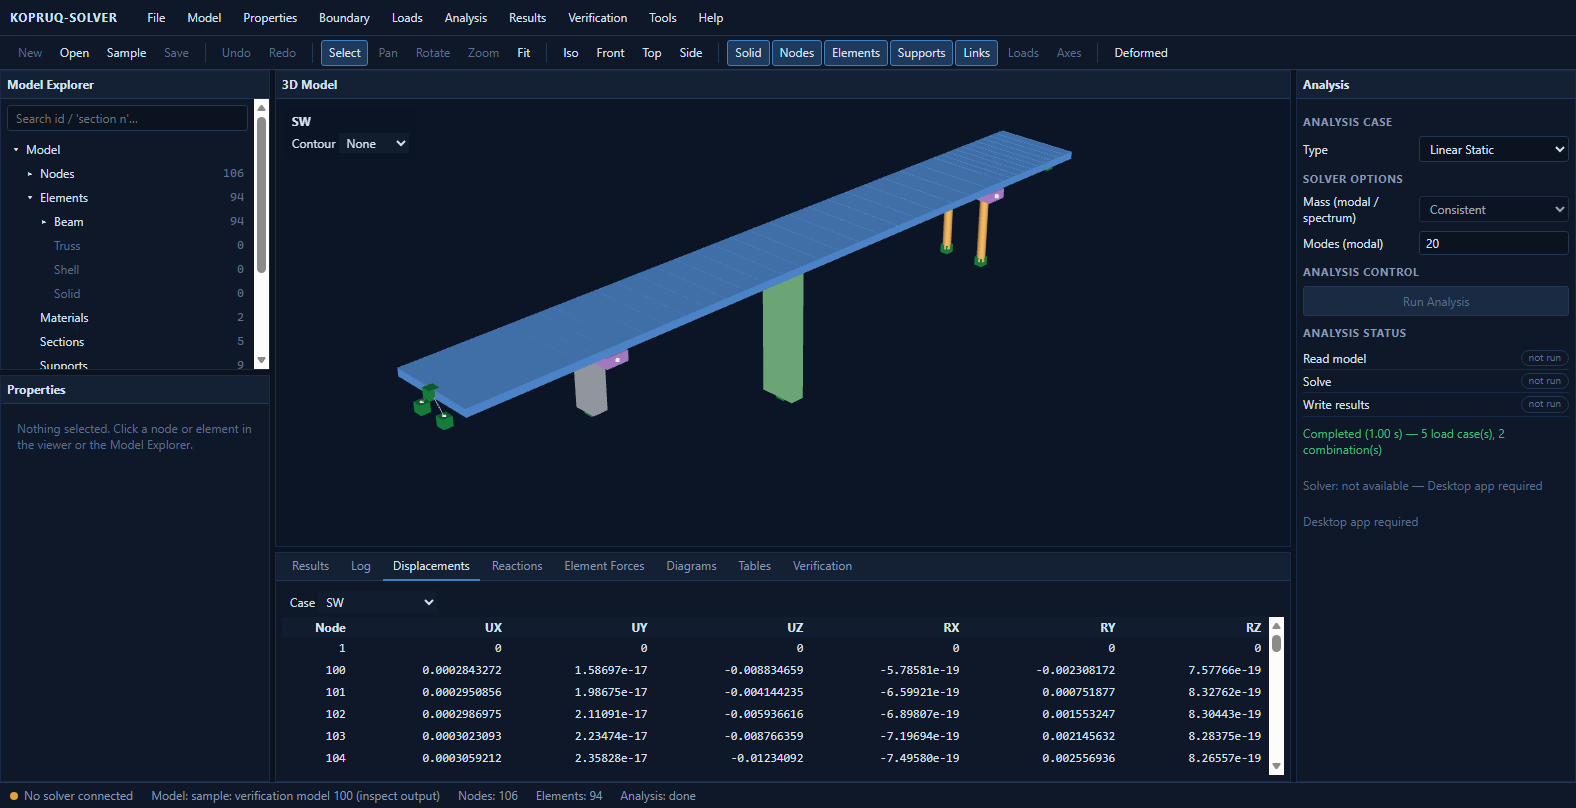 KOPRUQ-SOLVER File Model Properties Boundary Loads Analysis Results Verification Tools Help
New Open Sample Save Undo Redo Select Pan Rotate Zoom Fit Iso Front Top Side Solid Nodes Elements Supports Links Loads Axes Deformed
Model Explorer
Search id / 'section n'...
Model
Nodes 106
Elements 94
Beam 94
Truss 0
Shell 0
Solid 0
Materials 2
Sections 5
Supports 9
Properties
Nothing selected. Click a node or element in
the viewer or the Model Explorer.
3D Model
SW
Contour None
Results Log Displacements Reactions Element Forces Diagrams Tables Verification
Case SW
Node UX UY UZ RX RY RZ
1 0 0 0 0 0 0
100 0.0002843272 1.58697e-17 -0.008834659 -5.78581e-19 -0.002308172 7.57766e-19
101 0.0002950856 1.98675e-17 -0.004144235 -6.59921e-19 0.000751877 8.32762e-19
102 0.0002986975 2.11091e-17 -0.005936616 -6.89807e-19 0.001553247 8.30443e-19
103 0.0003023093 2.23474e-17 -0.008766359 -7.19694e-19 0.002145632 8.28375e-19
104 0.0003059212 2.35828e-17 -0.01234092 -7.49580e-19 0.002556936 8.26557e-19
Analysis
ANALYSIS CASE
Type Linear Static
SOLVER OPTIONS
Mass (modal /
spectrum) Consistent
Modes (modal) 20
ANALYSIS CONTROL
Run Analysis
ANALYSIS STATUS
Read model not run
Solve not run
Write results not run
Completed (1.00 s) — 5 load case(s), 2
combination(s)
Solver: not available — Desktop app required
Desktop app required
No solver connected Model: sample: verification model 100 (inspect output) Nodes: 106 Elements: 94 Analysis: done